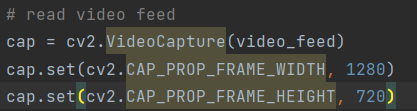 # read video feed
cap = cv2.VideoCapture(video_feed)
cap.set(cv2.CAP_PROP_FRAME_WIDTH, 1280)
cap.set(cv2.CAP_PROP_FRAME_HEIGHT, 720)